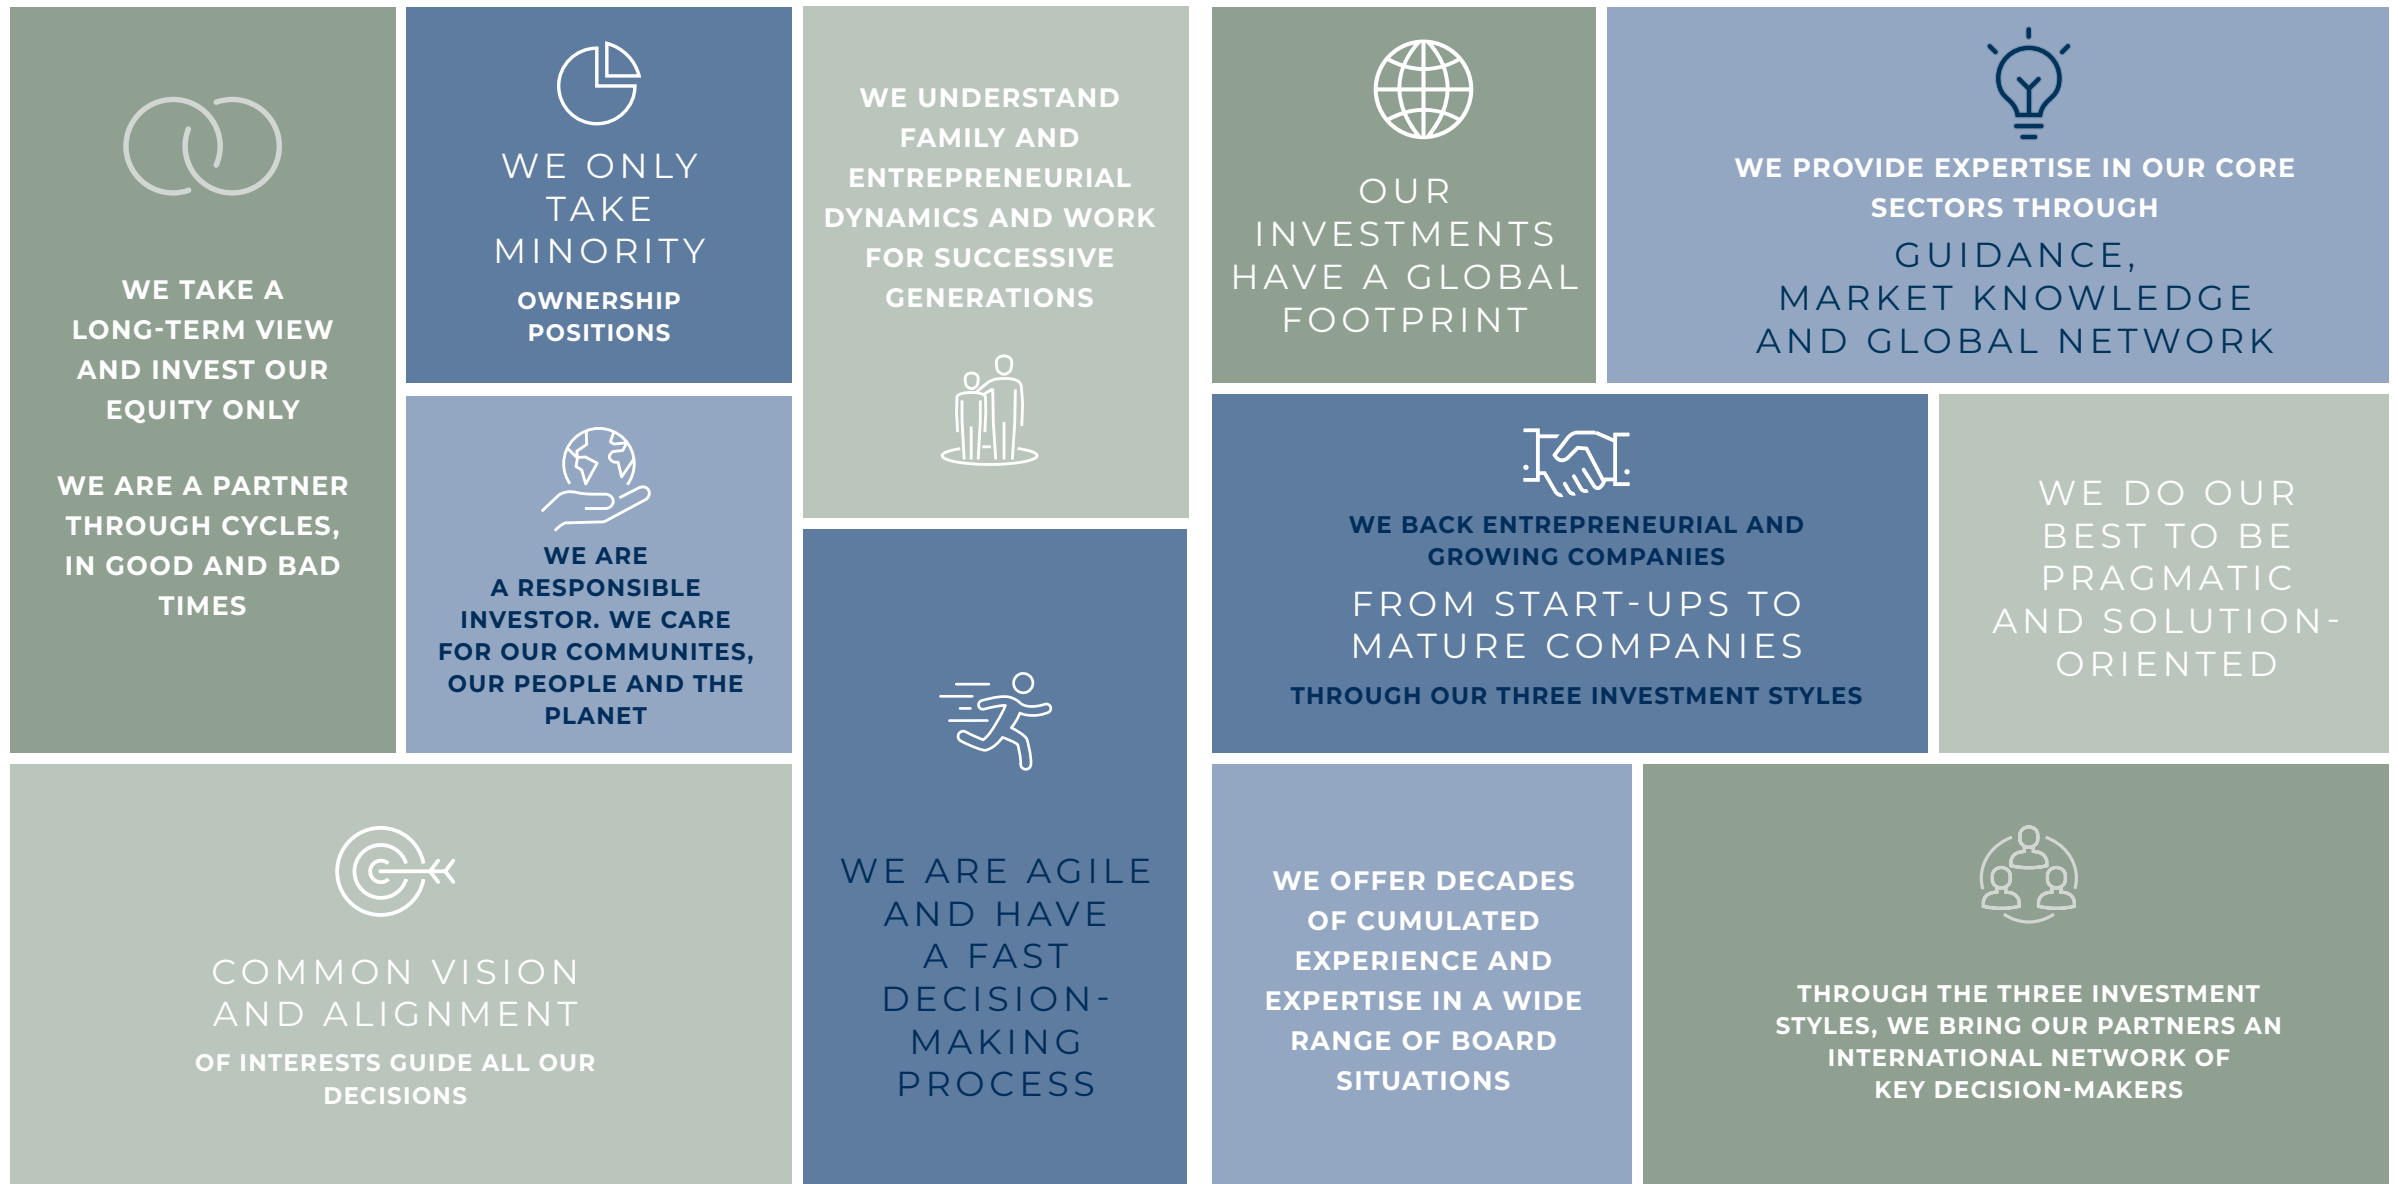 WE TAKE A
LONG-TERM VIEW
AND INVEST OUR
EQUITY ONLY
WE ARE A PARTNER
THROUGH CYCLES,
IN GOOD AND BAD
TIMES
WE ONLY
TAKE
MINORITY
OWNERSHIP
POSITIONS
WE ARE
A RESPONSIBLE
INVESTOR. WE CARE
FOR OUR COMMUNITES,
OUR PEOPLE AND THE
PLANET
WE UNDERSTAND
FAMILY AND
ENTREPRENEURIAL
DYNAMICS AND WORK
FOR SUCCESSIVE
GENERATIONS
OUR
INVESTMENTS
HAVE A GLOBAL
FOOTPRINT
WE PROVIDE EXPERTISE IN OUR CORE
SECTORS THROUGH
GUIDANCE,
MARKET KNOWLEDGE
AND GLOBAL NETWORK
WE BACK ENTREPRENEURIAL AND
GROWING COMPANIES
FROM START-UPS TO
MATURE COMPANIES
THROUGH OUR THREE INVESTMENT STYLES
WE DO OUR
BEST TO BE
PRAGMATIC
AND SOLUTION-
ORIENTED
COMMON VISION
AND ALIGNMENT
OF INTERESTS GUIDE ALL OUR
DECISIONS
WE ARE AGILE
AND HAVE
A FAST
DECISION-
MAKING
PROCESS
WE OFFER DECADES
OF CUMULATED
EXPERIENCE AND
EXPERTISE IN A WIDE
RANGE OF BOARD
SITUATIONS
THROUGH THE THREE INVESTMENT
STYLES, WE BRING OUR PARTNERS AN
INTERNATIONAL NETWORK OF
KEY DECISION-MAKERS